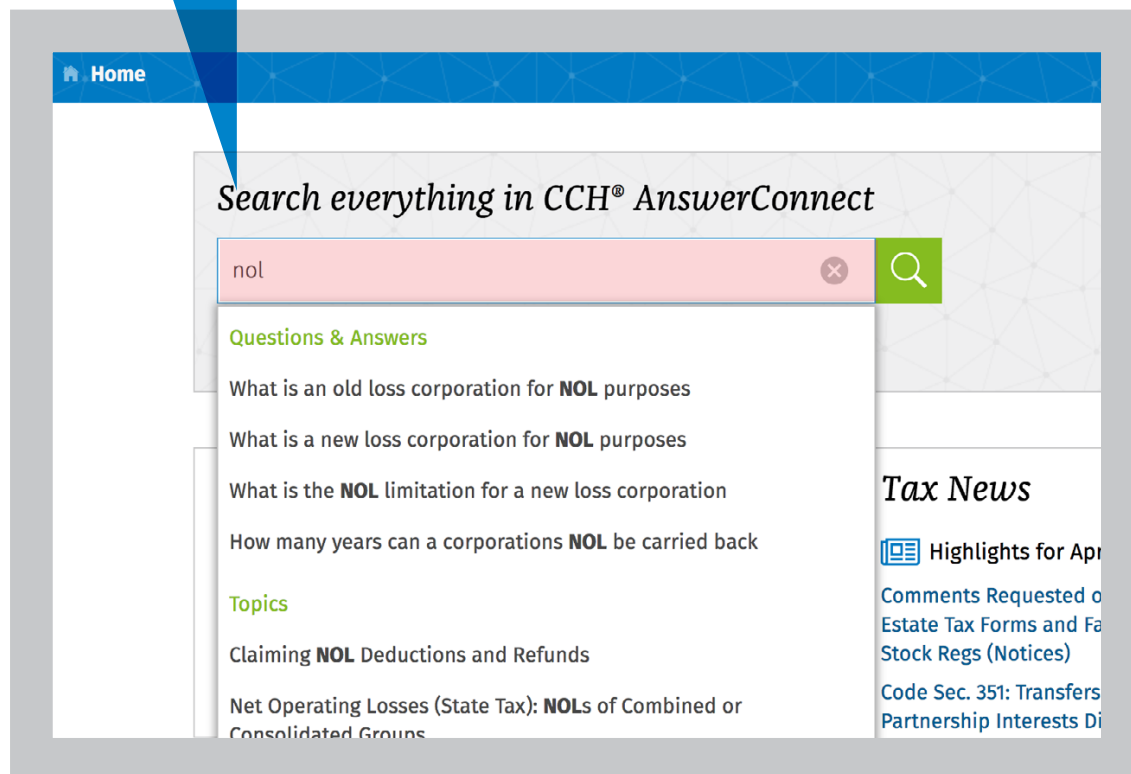 Home
Search everything in CCH® AnswerConnect
nol
Questions & Answers
What is an old loss corporation for NOL purposes
What is a new loss corporation for NOL purposes
What is the NOL limitation for a new loss corporation
How many years can a corporations NOL be carried back
Topics
Claiming NOL Deductions and Refunds
Net Operating Losses (State Tax): NOLs of Combined or
Consolidated Groups
Tax News
Highlights for Apr
Comments Requested o
Estate Tax Forms and Fa
Stock Regs (Notices)
Code Sec. 351: Transfers
Partnership Interests Di